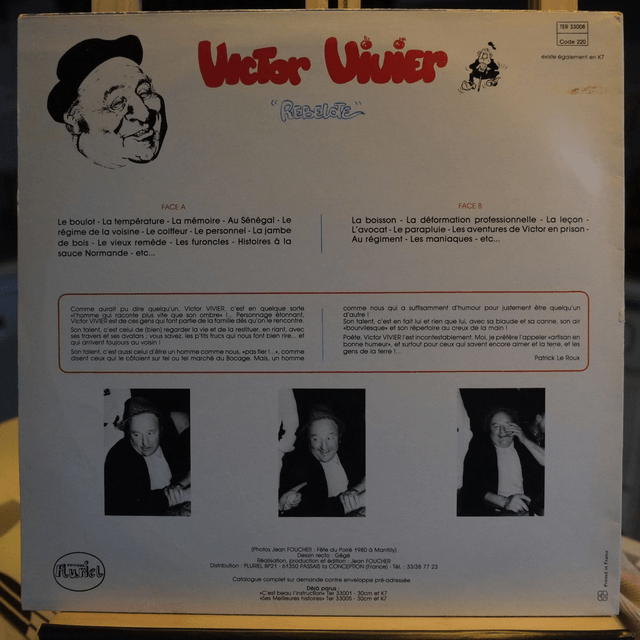 TER 33008
Code 220
existe également en K7
Victor Vivier
"REBELOTE"
FACE A
Le boulot - La température - La mémoire - Au Sénégal - Le
régime de la voisine - Le coiffeur - Le personnel - La jambe
de bois - Le vieux remède - Les furoncles - Histoires à la
sauce Normande - etc...
FACE B
La boisson - La déformation professionnelle - La leçon -
L'avocat - Le parapluie - Les aventures de Victor en prison -
Au régiment - Les maniaques - etc...
Comme aurait pu dire quelqu'un, Victor VIVIER, c'est en quelque sorte
«l'homme qui raconte plus vite que son ombre» !... Personnage étonnant,
Victor VIVIER est de ces gens qui font partie de la famille dès qu'on le rencontre.
Son talent, c'est celui de (bien) regarder la vie et de la restituer, en riant, avec
ses travers et ses avatars : vous savez, les p'tits trucs qui nous font bien rire... et
qui arrivent toujours au voisin !
Son talent, c'est aussi celui d'être un homme comme nous, «pas fier !...», comme
disent ceux qui le côtoient sur tel ou tel marché du Bocage. Mais, un homme
comme nous qui a suffisamment d'humour pour justement être quelqu'un
d'autre !
Son talent, c'est en fait lui et rien que lui, avec sa blaude et sa canne, son air
«bourvilesque» et son répertoire au creux de la main !
Poète, Victor VIVIER l'est incontestablement. Moi, je préfère l'appeler «artisan en
bonne humeur», et surtout pour ceux qui savent encore aimer et la terre, et les
gens de la terre !...
Patrick Le Roux
(Photos Jean FOUCHER : Fête du Poiré 1980 à Mantilly)
Dessin recto : Gégé
Réalisation, production et édition : Jean FOUCHER
Distribution : PLURIEL BP21 - 61350 PASSAIS la CONCEPTION (France) Tél. : 33/38 77 23
Catalogue complet sur demande contre enveloppe pré-adressée
Déjà parus :
«C'est beau l'instruction» Ter 33001 - 30cm et K7
«Ses Meilleures histoires» Ter 33005 - 30cm et K7
PLURIEL
Printed in France